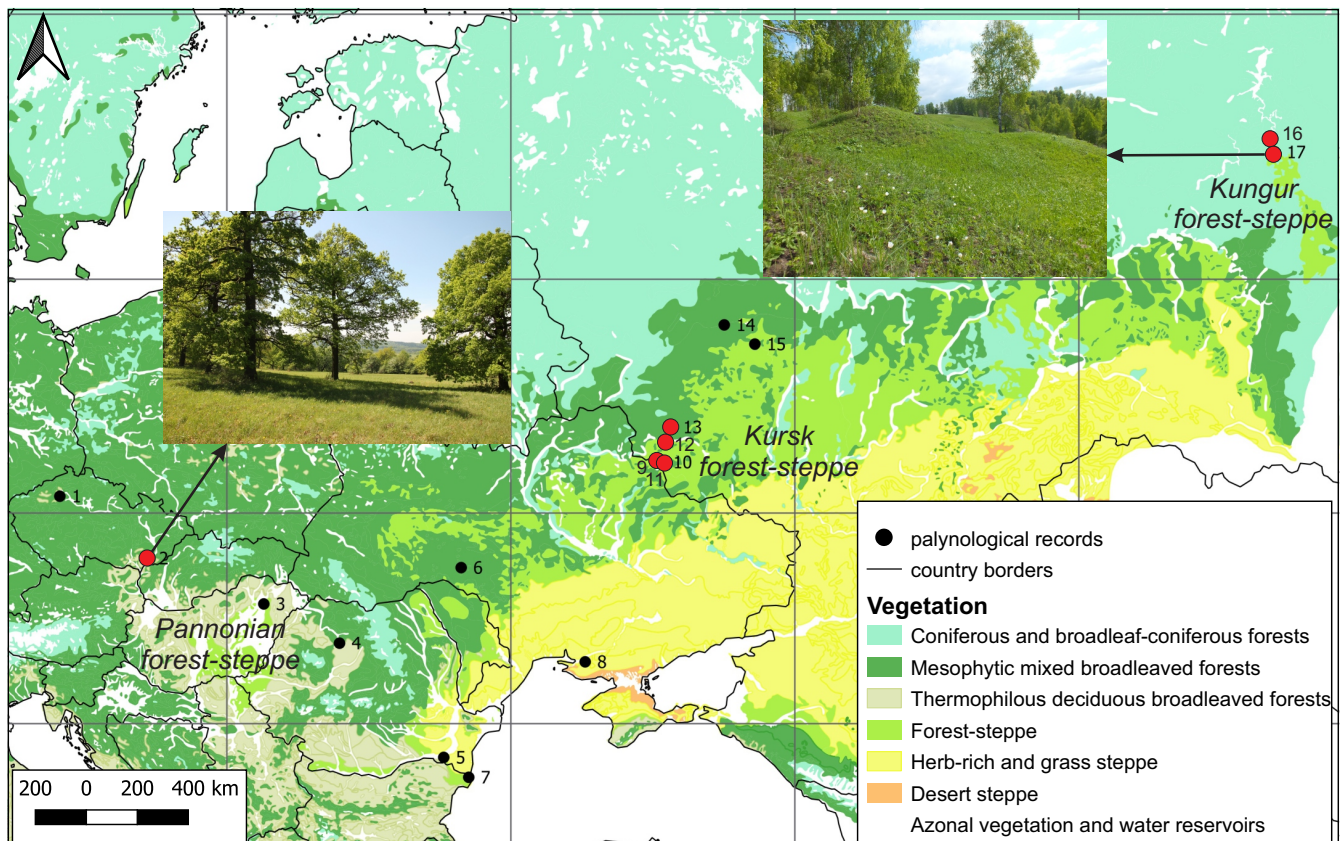 16
17
Kungur
forest-steppe
14
15
13
12
Kursk
forest-steppe
9
10
11
1
2
6
3
Pannonian
forest-steppe
4
8
5
7
200 0 200 400 km
palynological records
country borders
Vegetation
Coniferous and broadleaf-coniferous forests
Mesophytic mixed broadleaved forests
Thermophilous deciduous broadleaved forests
Forest-steppe
Herb-rich and grass steppe
Desert steppe
Azonal vegetation and water reservoirs